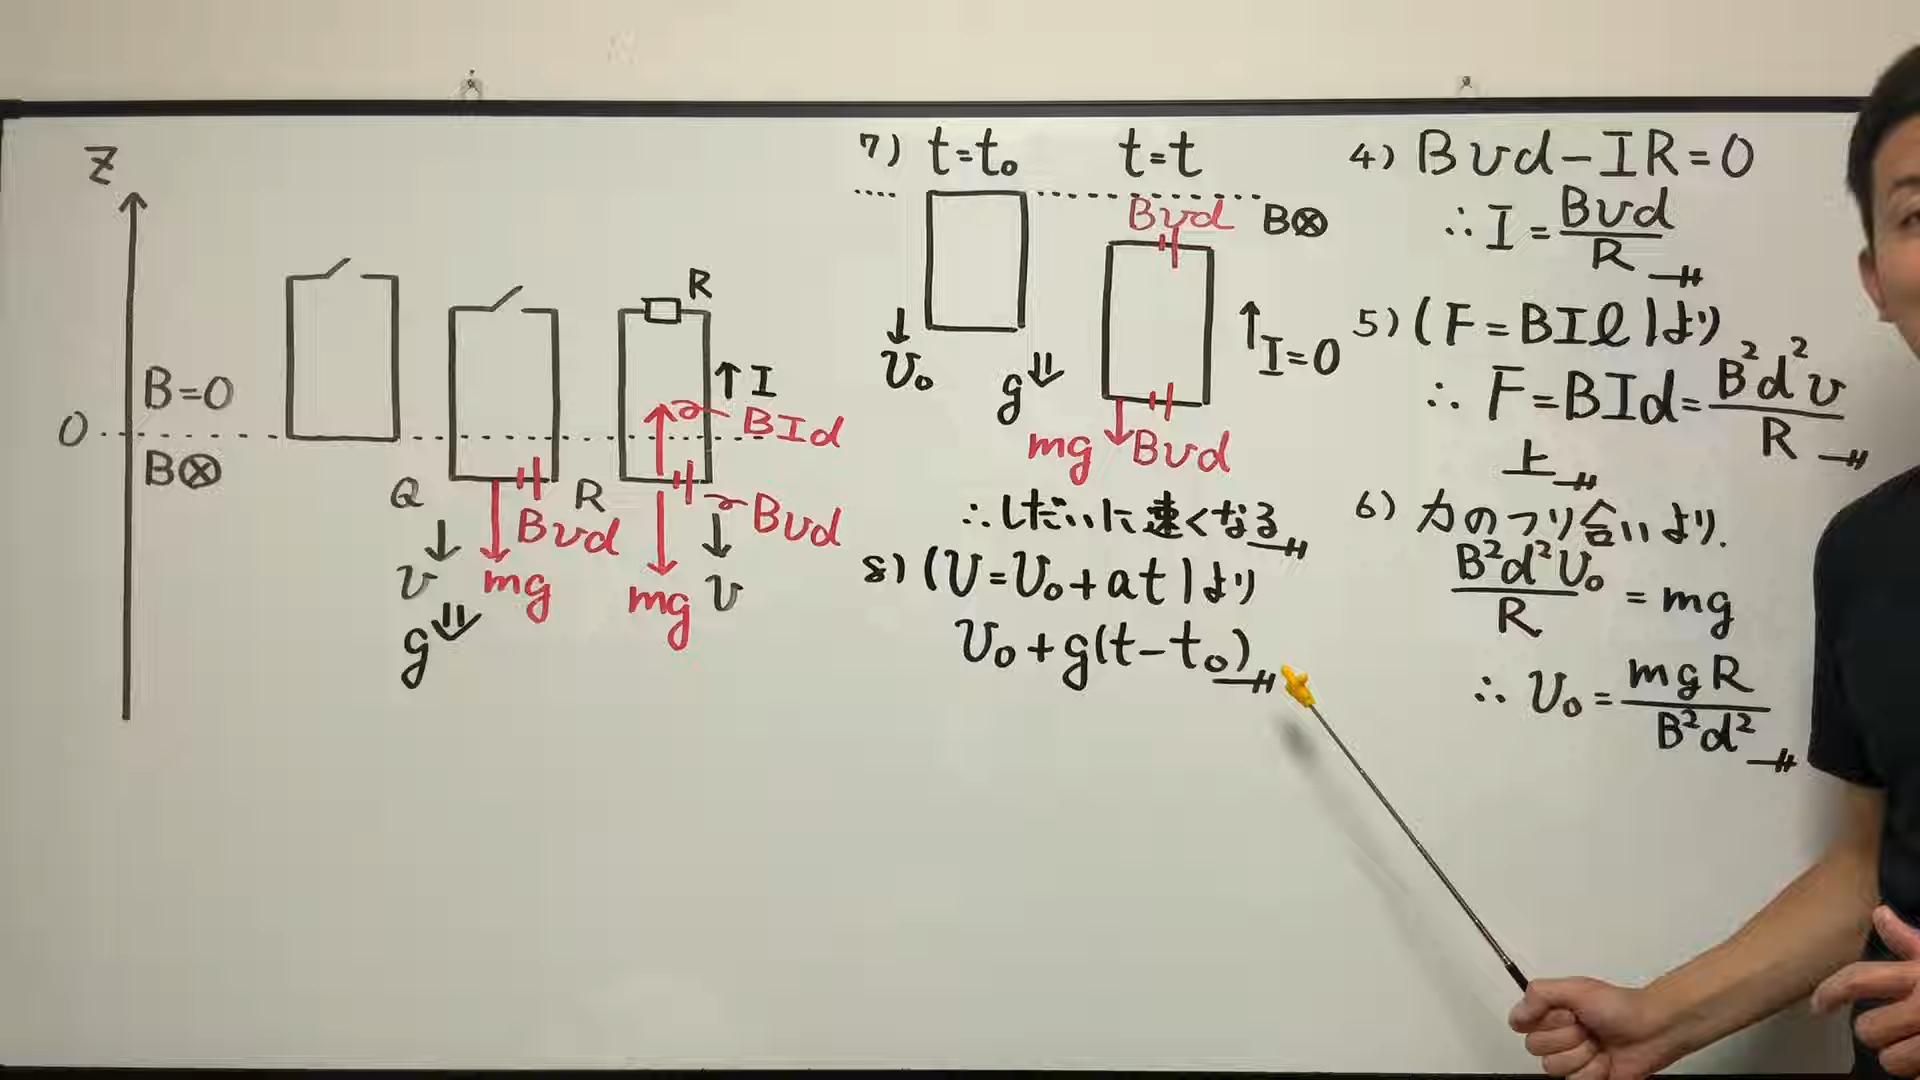 Z
B=0
0
B⊗
Q
v
g
Bvd
mg
R
R
I
BId
Bvd
mg
v
7) t=t₀ t=t
Bvd
B⊗
v₀
g
I=0
mg
Bvd
∴しだいに速くなる
8) (v=v₀+at)より
v₀+g(t-t₀)
4) Bvd-IR=0
∴I=Bvd/R
5) (F=BIℓ)より
∴F=BId=B²d²v/R
上
6) 力のつり合いより.
B²d²v₀/R=mg
∴v₀=mgR/B²d²